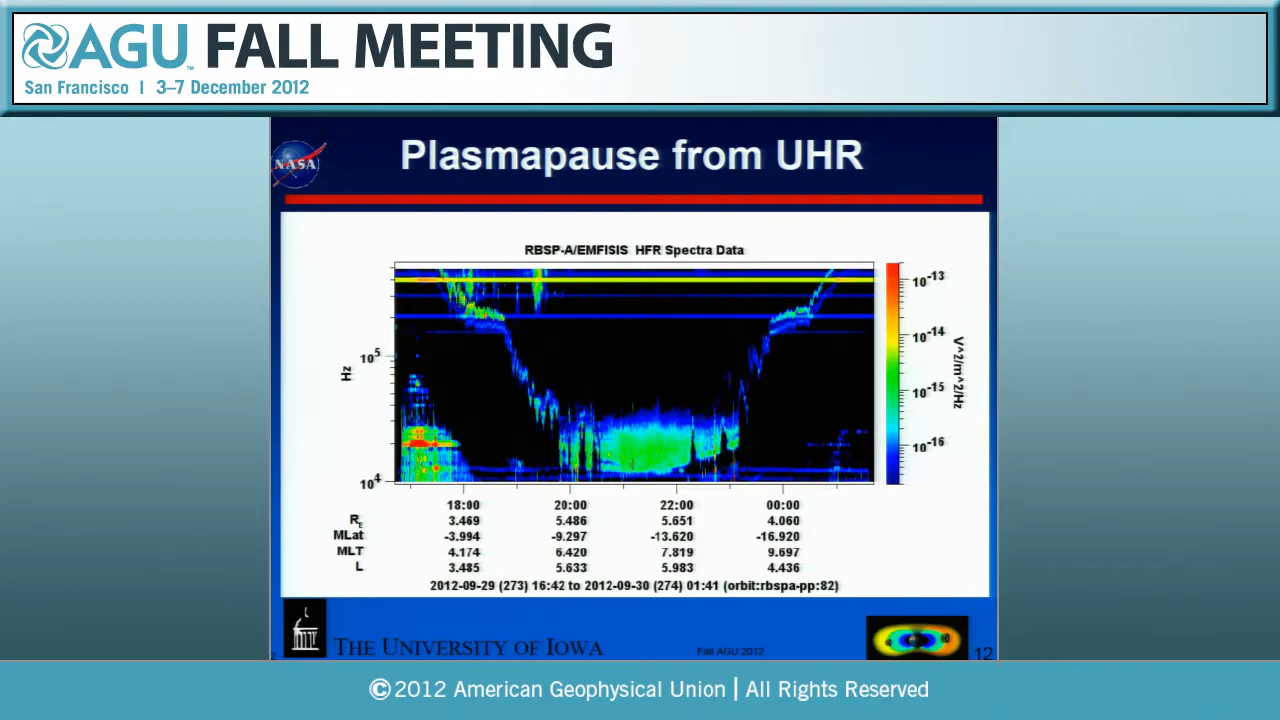 AGU™ FALL MEETING
San Francisco | 3–7 December 2012
NASA
Plasmapause from UHR
RBSP-A/EMFISIS HFR Spectra Data
10^-13
10^-14
10^5
10^-15
10^-16
10^4
Hz
V^2/m^2/Hz
18:00 20:00 22:00 00:00
R_E 3.469 5.486 5.651 4.060
MLat -3.994 -9.297 -13.620 -16.920
MLT 4.174 6.420 7.819 9.697
L 3.485 5.633 5.983 4.436
2012-09-29 (273) 16:42 to 2012-09-30 (274) 01:41 (orbit:rbspa-pp:82)
THE UNIVERSITY OF IOWA
Fall AGU 2012
12
©2012 American Geophysical Union | All Rights Reserved